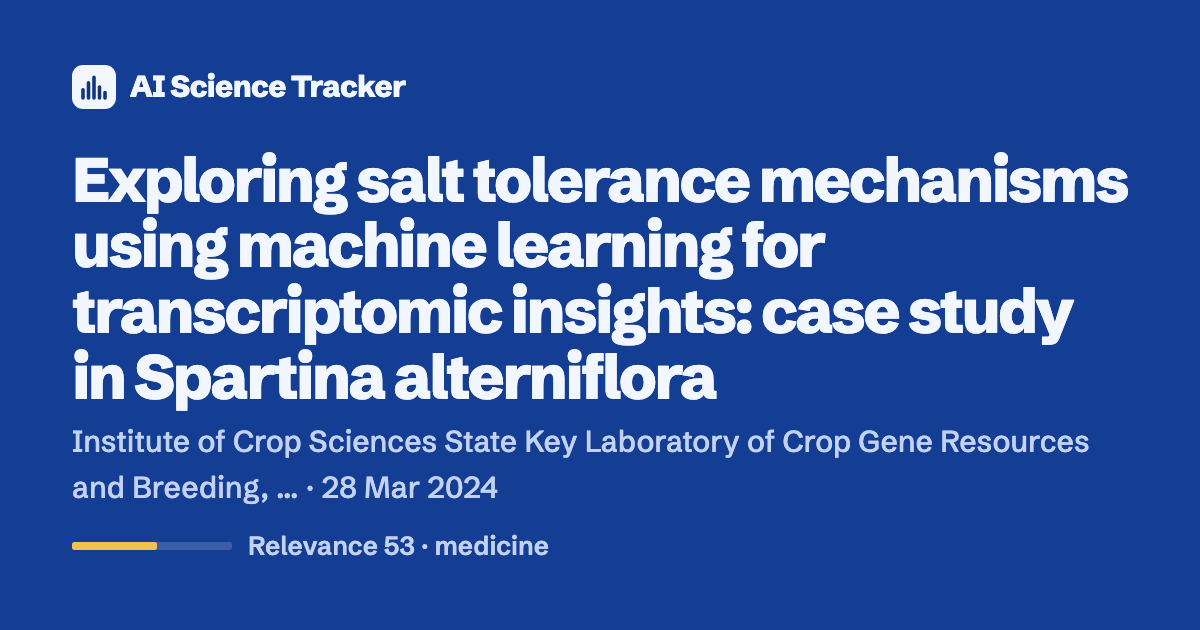 AI Science Tracker
Exploring salt tolerance mechanisms
using machine learning for
transcriptomic insights: case study
in Spartina alterniflora
Institute of Crop Sciences State Key Laboratory of Crop Gene Resources
and Breeding, ... · 28 Mar 2024
Relevance 53 · medicine